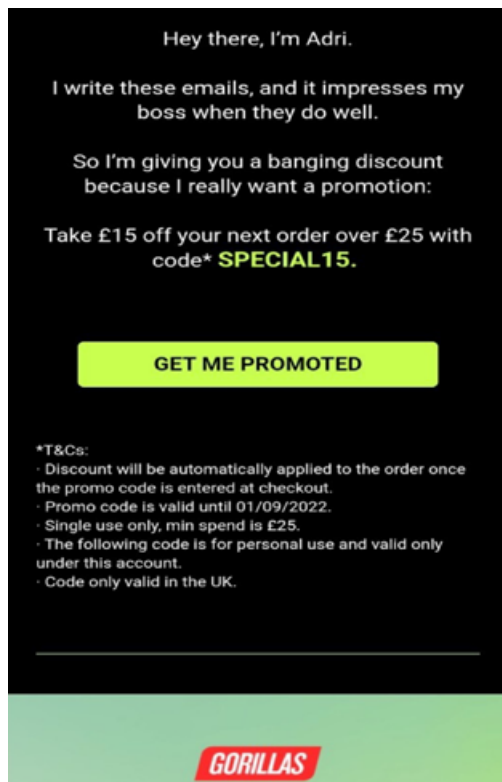 Hey there, I'm Adri.
I write these emails, and it impresses my
boss when they do well.
So I'm giving you a banging discount
because I really want a promotion:
Take £15 off your next order over £25 with
code* SPECIAL15.
GET ME PROMOTED
*T&Cs:
· Discount will be automatically applied to the order once
the promo code is entered at checkout.
· Promo code is valid until 01/09/2022.
· Single use only, min spend is £25.
· The following code is for personal use and valid only
under this account.
· Code only valid in the UK.
GORILLAS